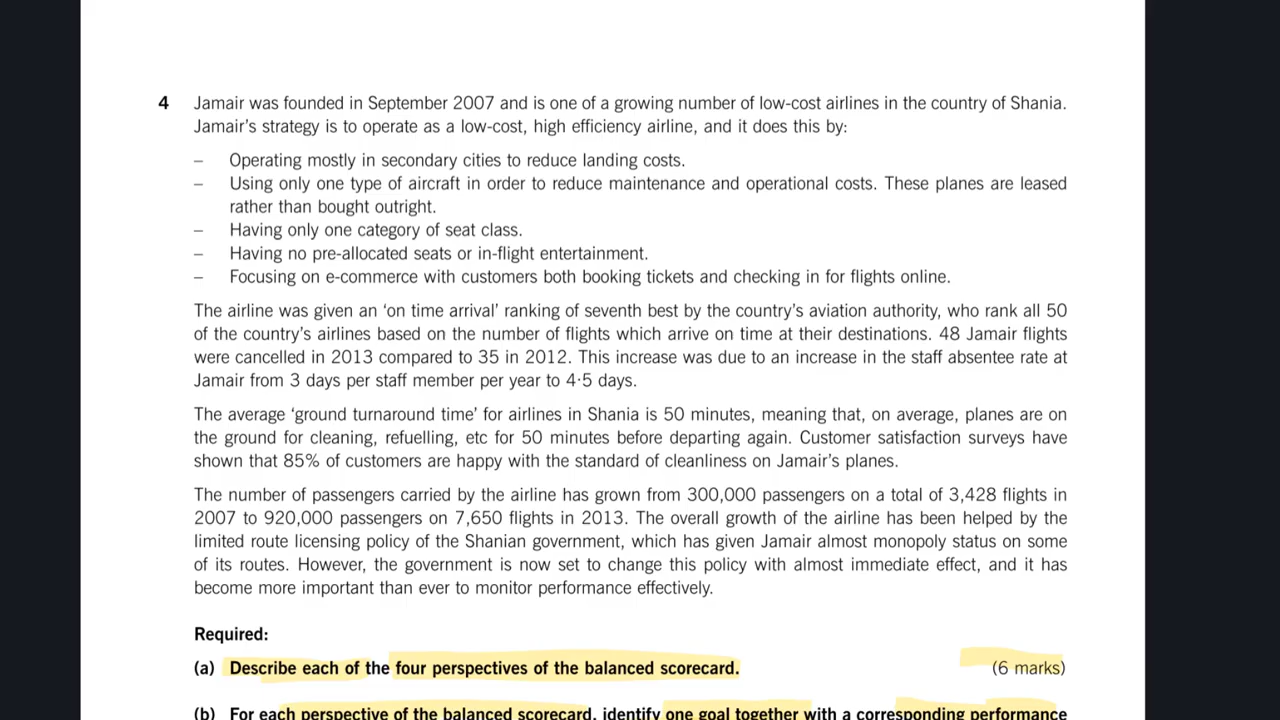 4 Jamair was founded in September 2007 and is one of a growing number of low-cost airlines in the country of Shania.
Jamair's strategy is to operate as a low-cost, high efficiency airline, and it does this by:
– Operating mostly in secondary cities to reduce landing costs.
– Using only one type of aircraft in order to reduce maintenance and operational costs. These planes are leased
rather than bought outright.
– Having only one category of seat class.
– Having no pre-allocated seats or in-flight entertainment.
– Focusing on e-commerce with customers both booking tickets and checking in for flights online.
The airline was given an ‘on time arrival’ ranking of seventh best by the country's aviation authority, who rank all 50
of the country's airlines based on the number of flights which arrive on time at their destinations. 48 Jamair flights
were cancelled in 2013 compared to 35 in 2012. This increase was due to an increase in the staff absentee rate at
Jamair from 3 days per staff member per year to 4·5 days.
The average ‘ground turnaround time’ for airlines in Shania is 50 minutes, meaning that, on average, planes are on
the ground for cleaning, refuelling, etc for 50 minutes before departing again. Customer satisfaction surveys have
shown that 85% of customers are happy with the standard of cleanliness on Jamair's planes.
The number of passengers carried by the airline has grown from 300,000 passengers on a total of 3,428 flights in
2007 to 920,000 passengers on 7,650 flights in 2013. The overall growth of the airline has been helped by the
limited route licensing policy of the Shanian government, which has given Jamair almost monopoly status on some
of its routes. However, the government is now set to change this policy with almost immediate effect, and it has
become more important than ever to monitor performance effectively.
Required:
(a) Describe each of the four perspectives of the balanced scorecard. (6 marks)
(b) For each perspective of the balanced scorecard, identify one goal together with a corresponding performance